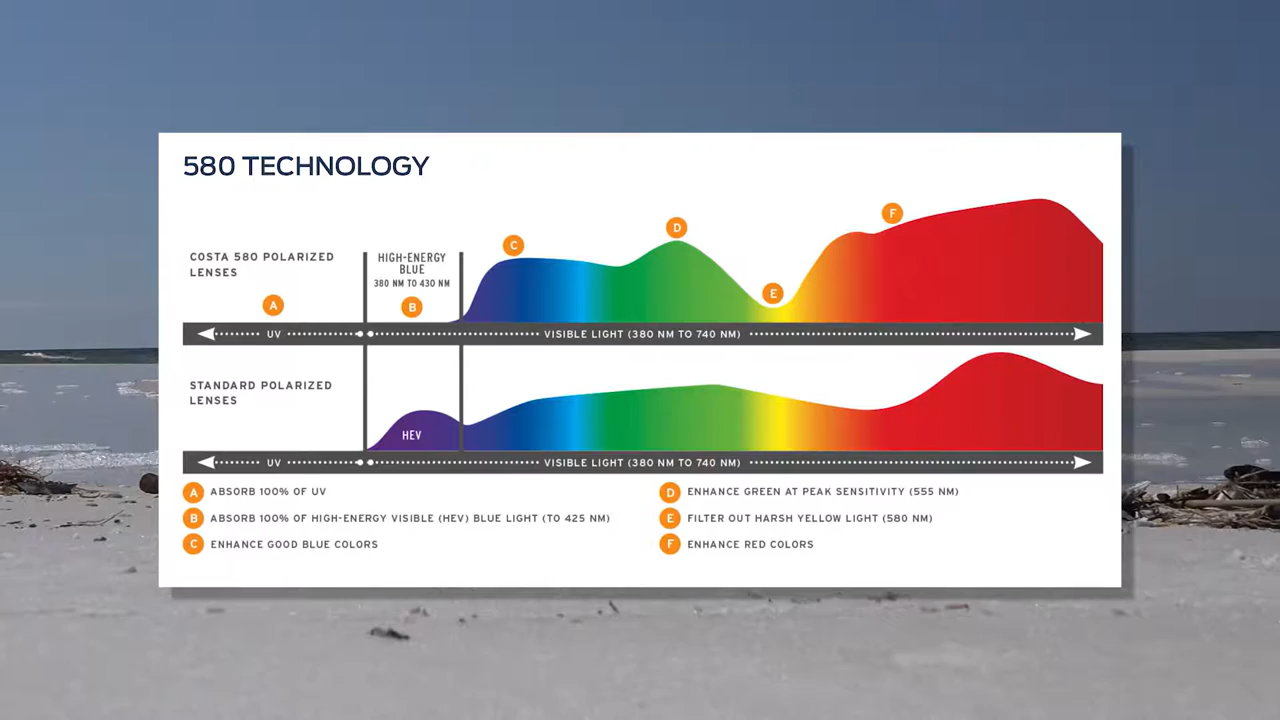 580 TECHNOLOGY
COSTA 580 POLARIZED
LENSES
A
HIGH-ENERGY
BLUE
380 NM TO 430 NM
B
C
D
E
F
UV
VISIBLE LIGHT (380 NM TO 740 NM)
STANDARD POLARIZED
LENSES
HEV
UV
VISIBLE LIGHT (380 NM TO 740 NM)
A ABSORB 100% OF UV
B ABSORB 100% OF HIGH-ENERGY VISIBLE (HEV) BLUE LIGHT (TO 425 NM)
C ENHANCE GOOD BLUE COLORS
D ENHANCE GREEN AT PEAK SENSITIVITY (555 NM)
E FILTER OUT HARSH YELLOW LIGHT (580 NM)
F ENHANCE RED COLORS